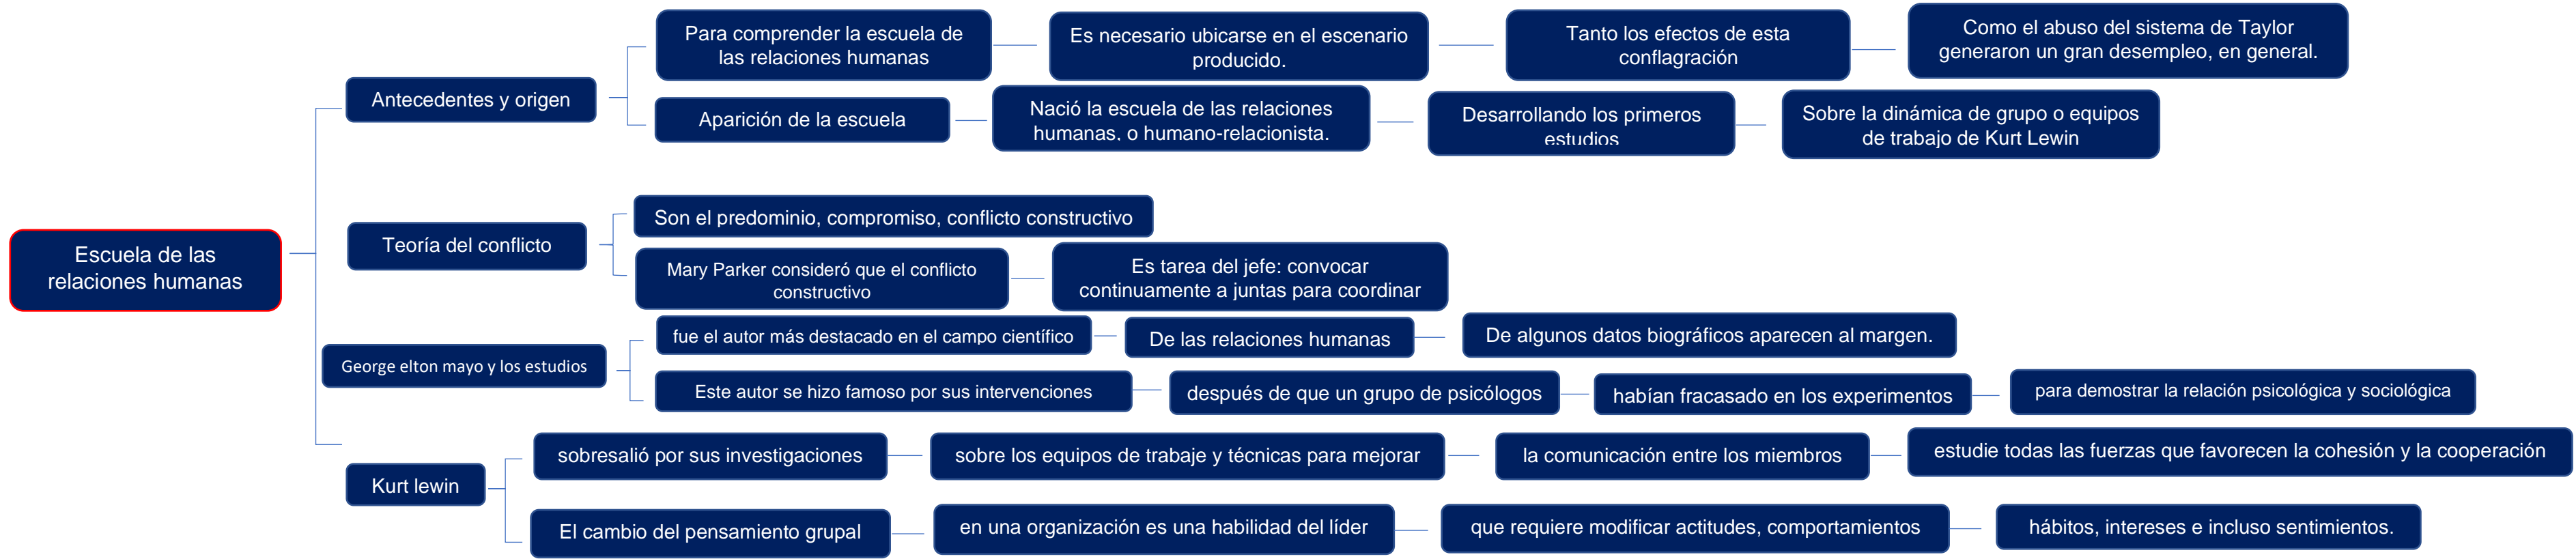 Escuela de las
relaciones humanas
Antecedentes y origen
Para comprender la escuela de
las relaciones humanas
Es necesario ubicarse en el escenario
producido.
Tanto los efectos de esta
conflagración
Como el abuso del sistema de Taylor
generaron un gran desempleo, en general.
Aparición de la escuela
Nació la escuela de las relaciones
humanas. o humano-relacionista.
Desarrollando los primeros
estudios
Sobre la dinámica de grupo o equipos
de trabajo de Kurt Lewin
Teoría del conflicto
Son el predominio, compromiso, conflicto constructivo
Mary Parker consideró que el conflicto
constructivo
Es tarea del jefe: convocar
continuamente a juntas para coordinar
George elton mayo y los estudios
fue el autor más destacado en el campo científico
De las relaciones humanas
De algunos datos biográficos aparecen al margen.
Este autor se hizo famoso por sus intervenciones
después de que un grupo de psicólogos
habían fracasado en los experimentos
para demostrar la relación psicológica y sociológica
Kurt lewin
sobresalió por sus investigaciones
sobre los equipos de trabaje y técnicas para mejorar
la comunicación entre los miembros
estudie todas las fuerzas que favorecen la cohesión y la cooperación
El cambio del pensamiento grupal
en una organización es una habilidad del líder
que requiere modificar actitudes, comportamientos
hábitos, intereses e incluso sentimientos.